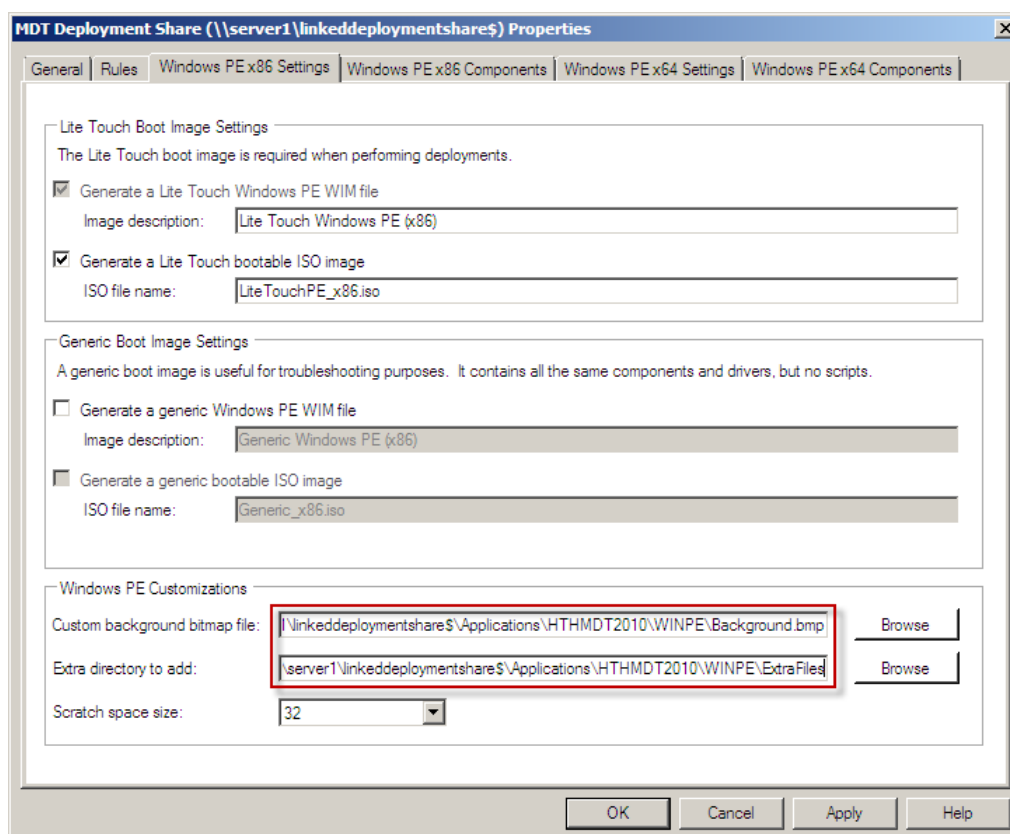 MDT Deployment Share (\\server1\linkeddeploymentshare$) Properties
General Rules Windows PE x86 Settings Windows PE x86 Components Windows PE x64 Settings Windows PE x64 Components
Lite Touch Boot Image Settings
The Lite Touch boot image is required when performing deployments.
Generate a Lite Touch Windows PE WIM file
Image description: Lite Touch Windows PE (x86)
Generate a Lite Touch bootable ISO image
ISO file name: LiteTouchPE_x86.iso
Generic Boot Image Settings
A generic boot image is useful for troubleshooting purposes. It contains all the same components and drivers, but no scripts.
Generate a generic Windows PE WIM file
Image description: Generic Windows PE (x86)
Generate a generic bootable ISO image
ISO file name: Generic_x86.iso
Windows PE Customizations
Custom background bitmap file: \linkeddeploymentshare$\Applications\HTHMDT2010\WINPE\Background.bmp Browse
Extra directory to add: \server1\linkeddeploymentshare$\Applications\HTHMDT2010\WINPE\ExtraFiles Browse
Scratch space size: 32
OK Cancel Apply Help